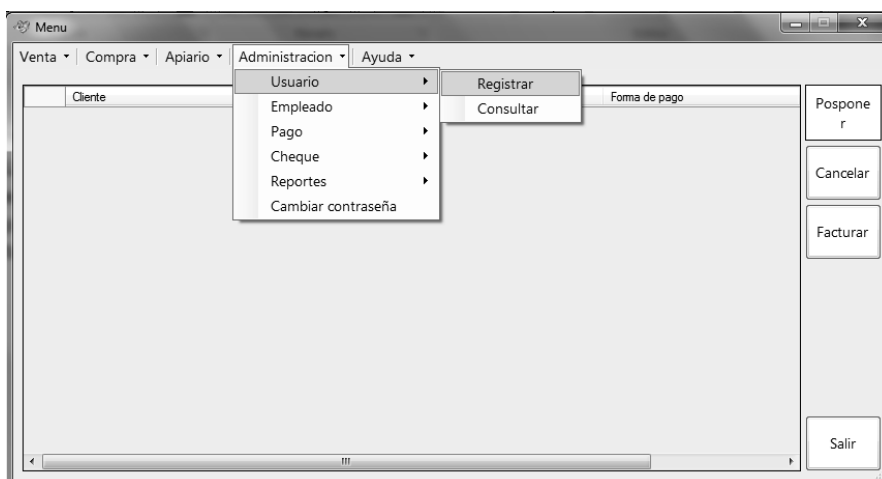 Menu
Venta Compra Apiario Administracion Ayuda
Usuario
Registrar
Cliente
Forma de pago
Empleado
Consultar
Pago
Cheque
Reportes
Cambiar contraseña
Pospone
r
Cancelar
Facturar
Salir